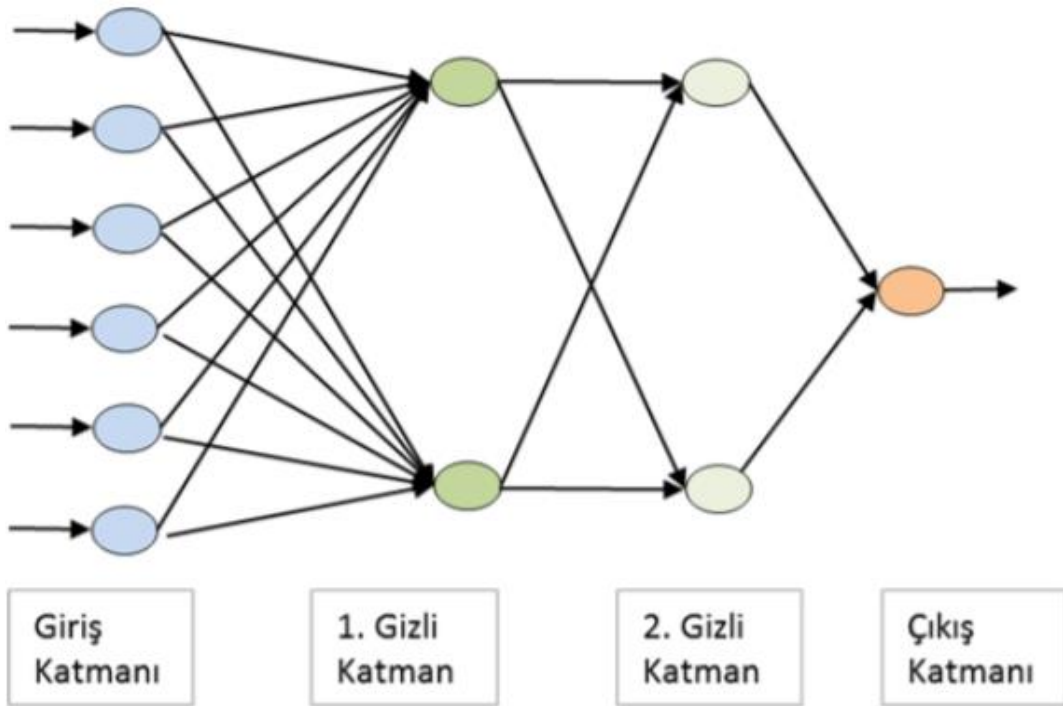 Giriş
Katmanı
1. Gizli
Katman
2. Gizli
Katman
Çıkış
Katmanı